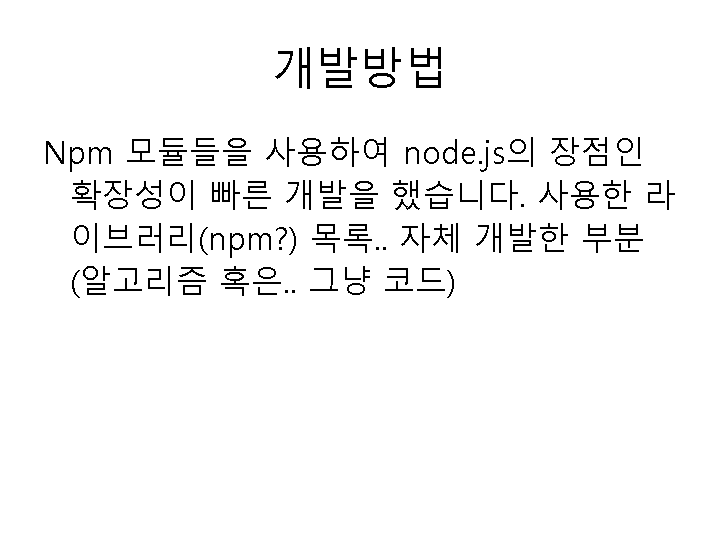 개발방법
Npm 모듈들을 사용하여 node.js의 장점인
확장성이 빠른 개발을 했습니다. 사용한 라
이브러리(npm?) 목록.. 자체 개발한 부분
(알고리즘 혹은.. 그냥 코드)